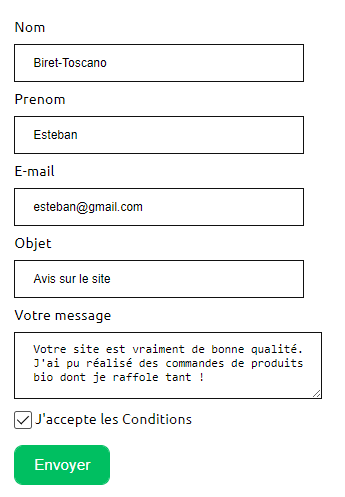 Nom
Biret-Toscano
Prenom
Esteban
E-mail
esteban@gmail.com
Objet
Avis sur le site
Votre message
Votre site est vraiment de bonne qualité.
J'ai pu réalisé des commandes de produits
bio dont je raffole tant !
J'accepte les Conditions
Envoyer